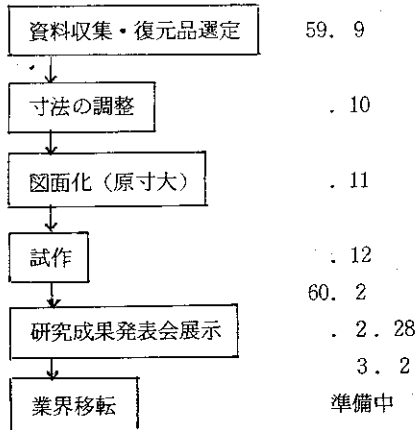 資料収集・復元品選定 59. 9
寸法の調整 . 10
図面化（原寸大） . 11
試作 . 12
60. 2
研究成果発表会展示 . 2 . 28
3 . 2
業界移転 準備中